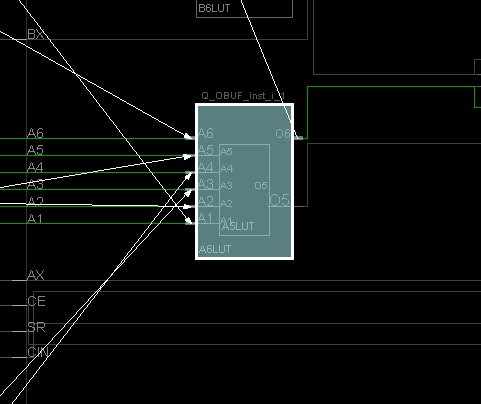 B6LUT
BX
Q_OBUF_inst_i_1
A6 A6 O6
A5 A5 A5
A4 A4 A4
A3 A3 A3 O5
A2 A2 A2 O5
A1 A1 A1
A5LUT
A6LUT
AX
CE
SR
CIN